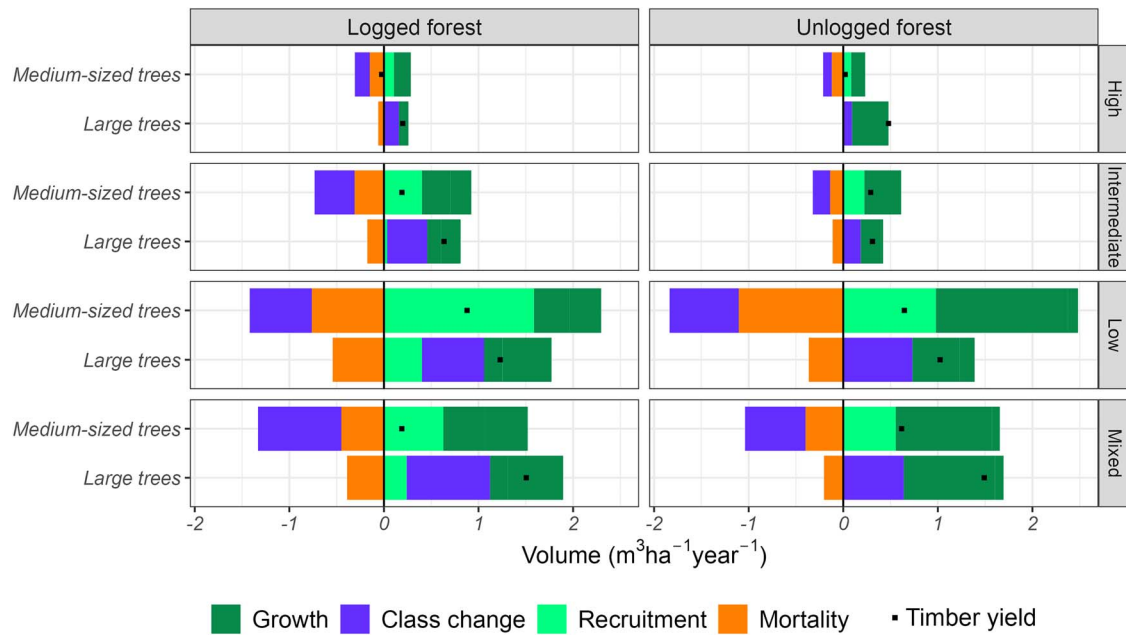 Logged forest Unlogged forest
Medium-sized trees
Large trees
High
Medium-sized trees
Large trees
Intermediate
Medium-sized trees
Large trees
Low
Medium-sized trees
Large trees
Mixed
-2 -1 0 1 2 -2 -1 0 1 2
Volume (m³ha⁻¹year⁻¹)
Growth Class change Recruitment Mortality Timber yield